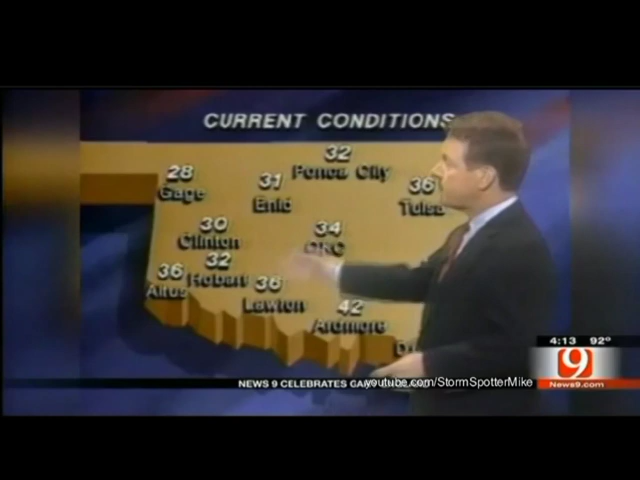 CURRENT CONDITIONS
32
Ponca City
28
Gage
31
Enid
36
Tulsa
30
Clinton
34
OKC
32
Hobart
36
Altus
36
Lawton
42
Ardmore
4:13 92°
9
News9.com
NEWS 9 CELEBRATES
youtube.com/StormSpotterMike